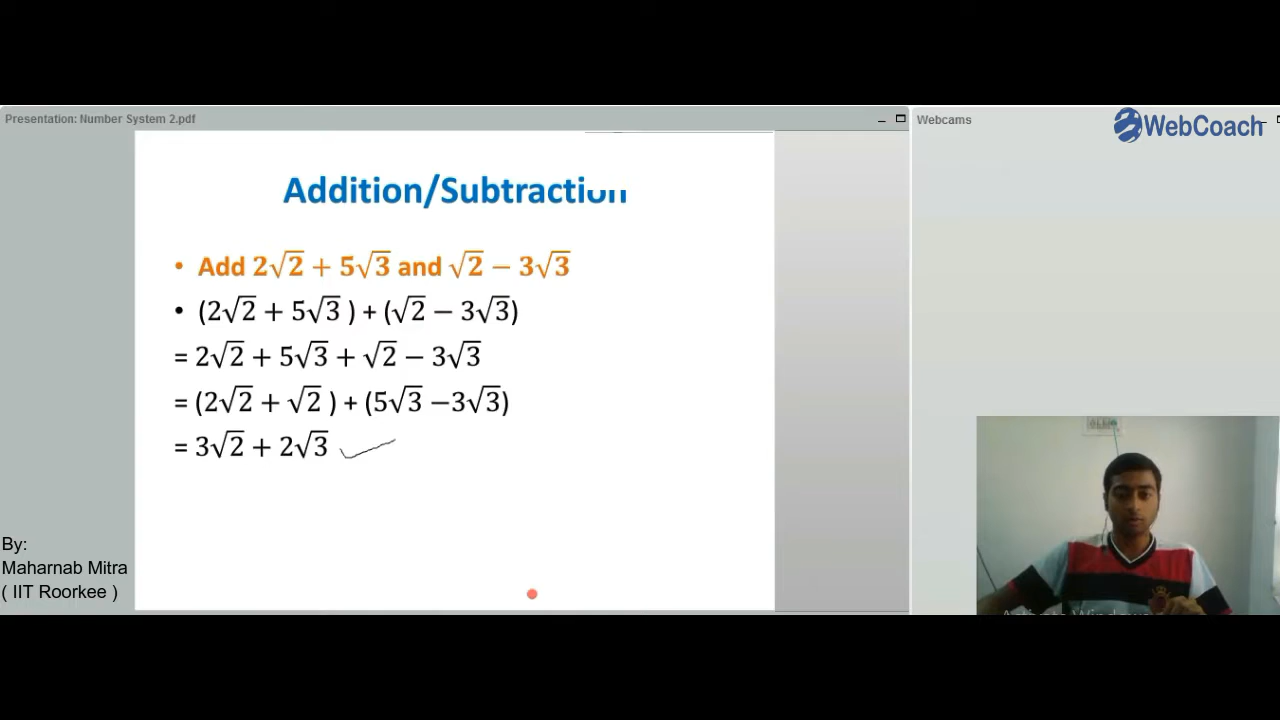 Presentation: Number System 2.pdf
Webcams
WebCoach
Addition/Subtraction
• Add 2√2 + 5√3 and √2 − 3√3
• (2√2 + 5√3 ) + (√2 − 3√3)
= 2√2 + 5√3 + √2 − 3√3
= (2√2 + √2 ) + (5√3 −3√3)
= 3√2 + 2√3
By:
Maharnab Mitra
( IIT Roorkee )